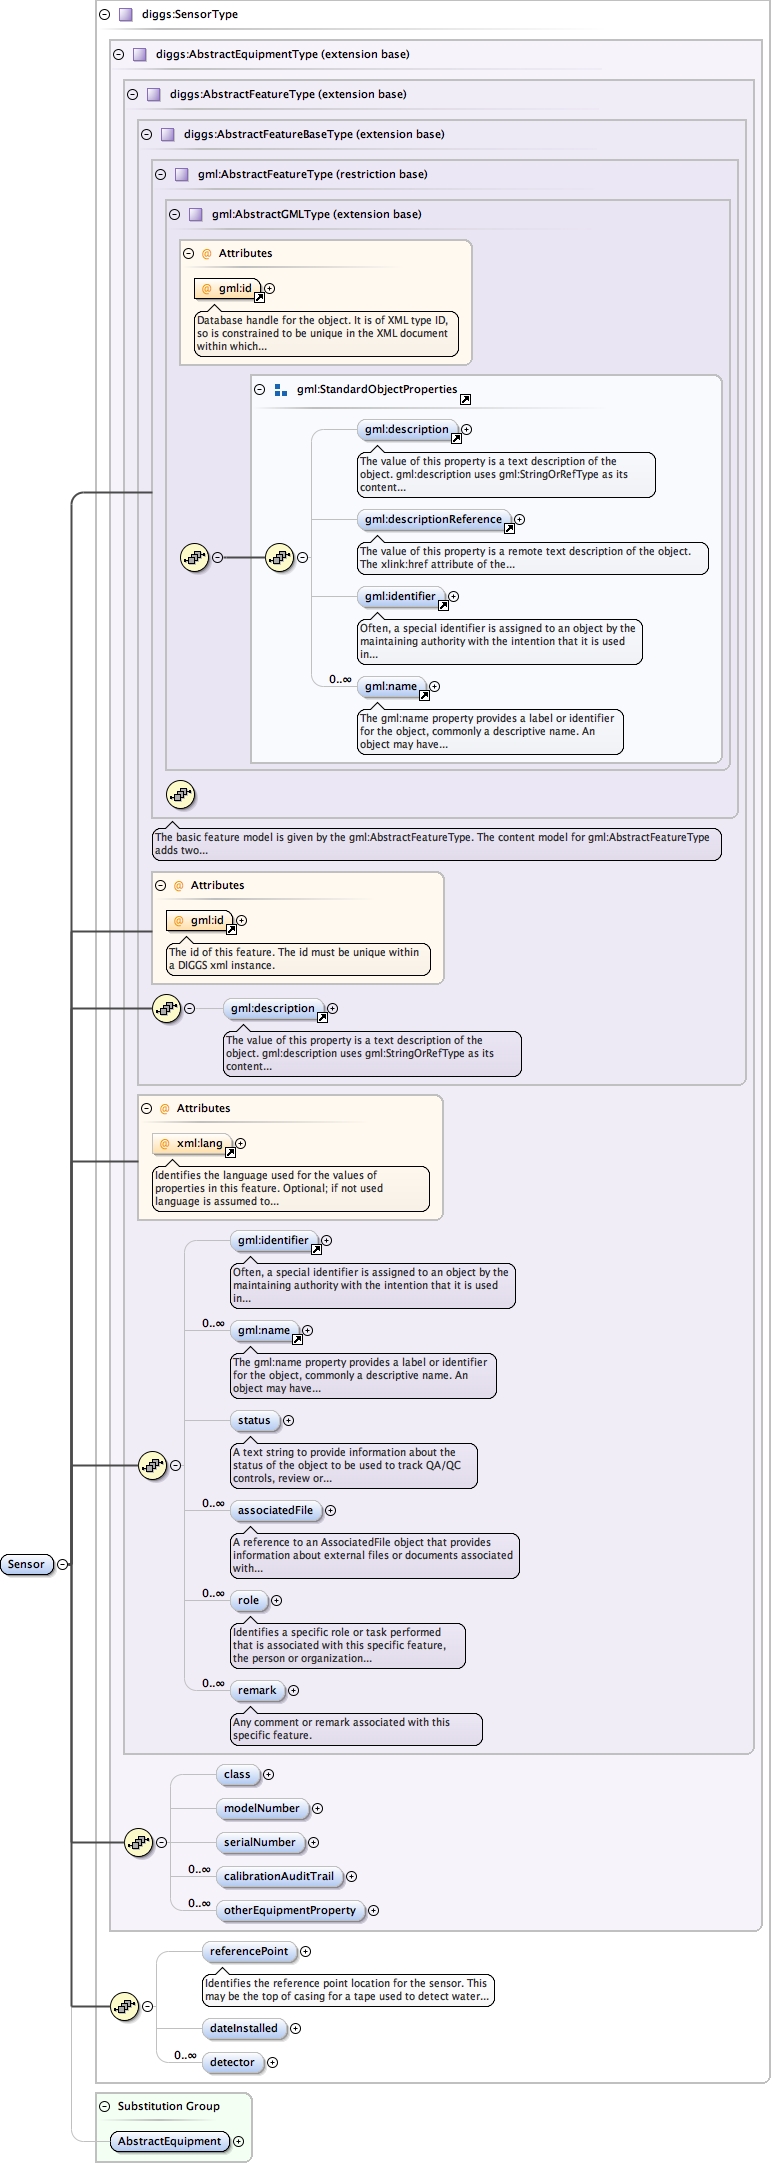 diggs:SensorType
diggs:AbstractEquipmentType (extension base)
diggs:AbstractFeatureType (extension base)
diggs:AbstractFeatureBaseType (extension base)
gml:AbstractFeatureType (restriction base)
gml:AbstractGMLType (extension base)
@ Attributes
@ gml:id
Database handle for the object. It is of XML type ID,
so is constrained to be unique in the XML document
within which...
gml:StandardObjectProperties
gml:description
The value of this property is a text description of the
object. gml:description uses gml:StringOrRefType as its
content...
gml:descriptionReference
The value of this property is a remote text description of the object.
The xlink:href attribute of the...
gml:identifier
Often, a special identifier is assigned to an object by the
maintaining authority with the intention that it is used
in...
0..∞
gml:name
The gml:name property provides a label or identifier
for the object, commonly a descriptive name. An
object may have...
The basic feature model is given by the gml:AbstractFeatureType. The content model for gml:AbstractFeatureType
adds two...
@ Attributes
@ gml:id
The id of this feature. The id must be unique within
a DIGGS xml instance.
gml:description
The value of this property is a text description of the
object. gml:description uses gml:StringOrRefType as its
content...
@ Attributes
@ xml:lang
Identifies the language used for the values of
properties in this feature. Optional; if not used
language is assumed to...
gml:identifier
Often, a special identifier is assigned to an object by the
maintaining authority with the intention that it is used
in...
0..∞
gml:name
The gml:name property provides a label or identifier
for the object, commonly a descriptive name. An
object may have...
status
A text string to provide information about the
status of the object to be used to track QA/QC
controls, review or...
0..∞
associatedFile
A reference to an AssociatedFile object that provides
information about external files or documents associated
with...
Sensor
0..∞
role
Identifies a specific role or task performed
that is associated with this specific feature,
the person or organization...
0..∞
remark
Any comment or remark associated with this
specific feature.
class
modelNumber
serialNumber
0..∞
calibrationAuditTrail
0..∞
otherEquipmentProperty
referencePoint
Identifies the reference point location for the sensor. This
may be the top of casing for a tape used to detect water...
dateInstalled
0..∞
detector
Substitution Group
AbstractEquipment